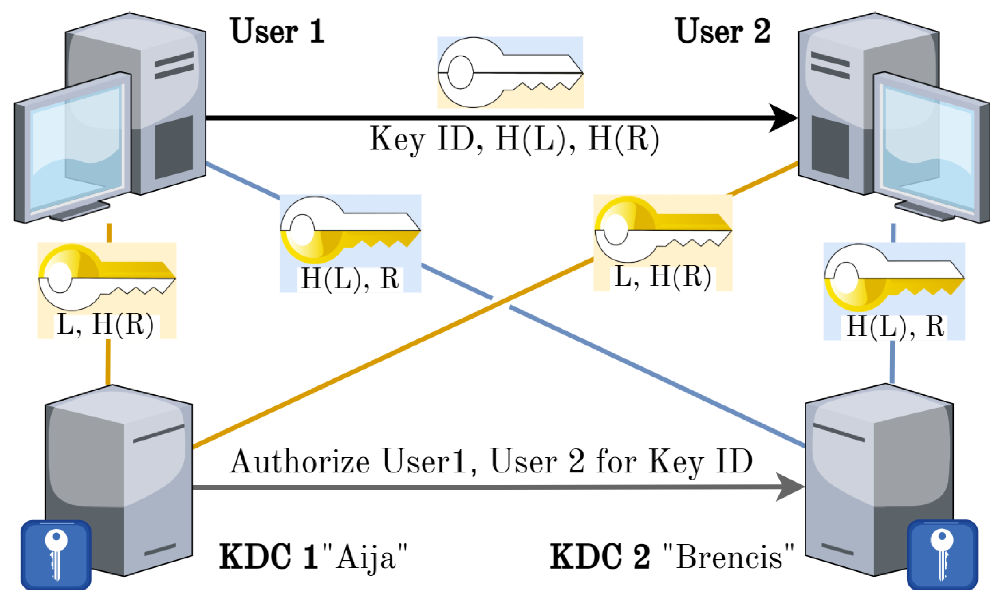 User 1
User 2
Key ID, H(L), H(R)
H(L), R
L, H(R)
L, H(R)
H(L), R
Authorize User1, User 2 for Key ID
KDC 1"Aija"
KDC 2 "Brencis"